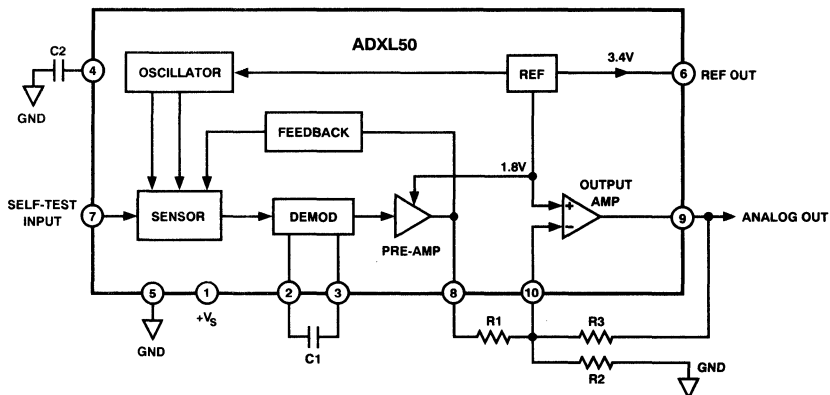 ADXL50
C2
4
OSCILLATOR
REF
3.4V
6
REF OUT
GND
FEEDBACK
1.8V
OUTPUT
AMP
SELF-TEST
INPUT
7
SENSOR
DEMOD
+
−
9
ANALOG OUT
PRE-AMP
5
1
2
3
8
10
+VS
GND
C1
R1
R3
R2
GND